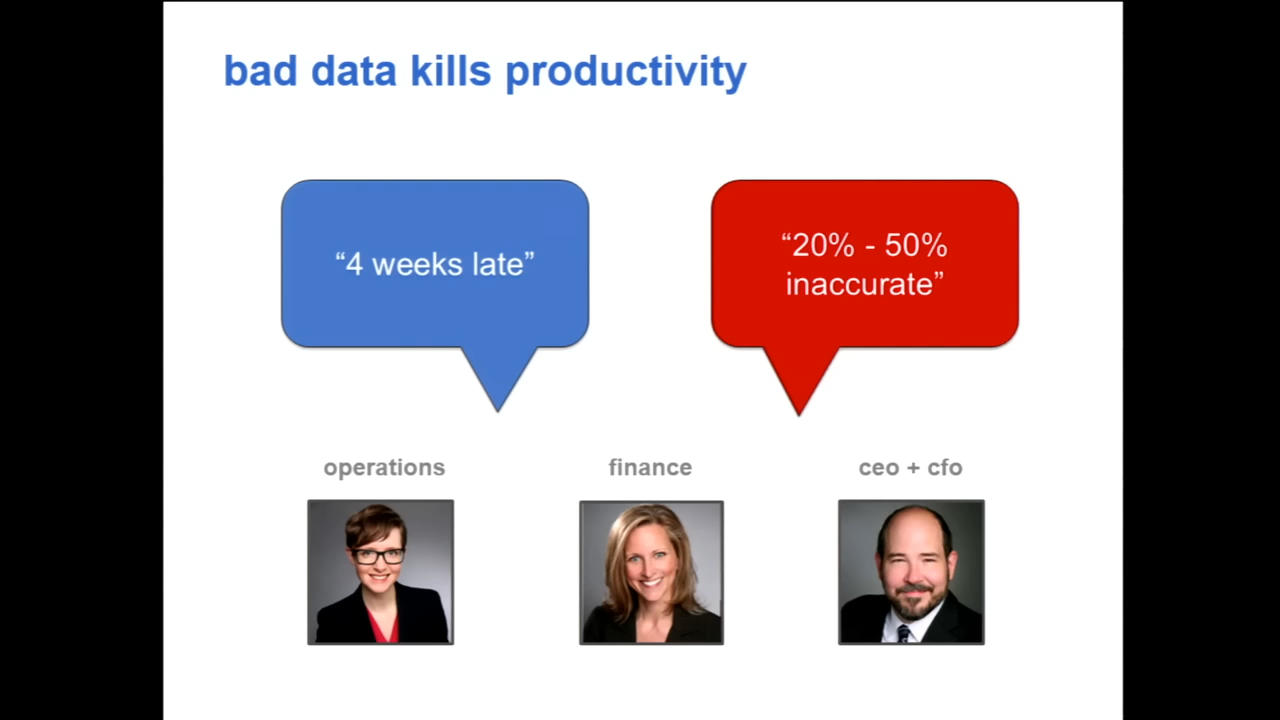 bad data kills productivity
“4 weeks late”
“20% - 50%
inaccurate”
operations
finance
ceo + cfo